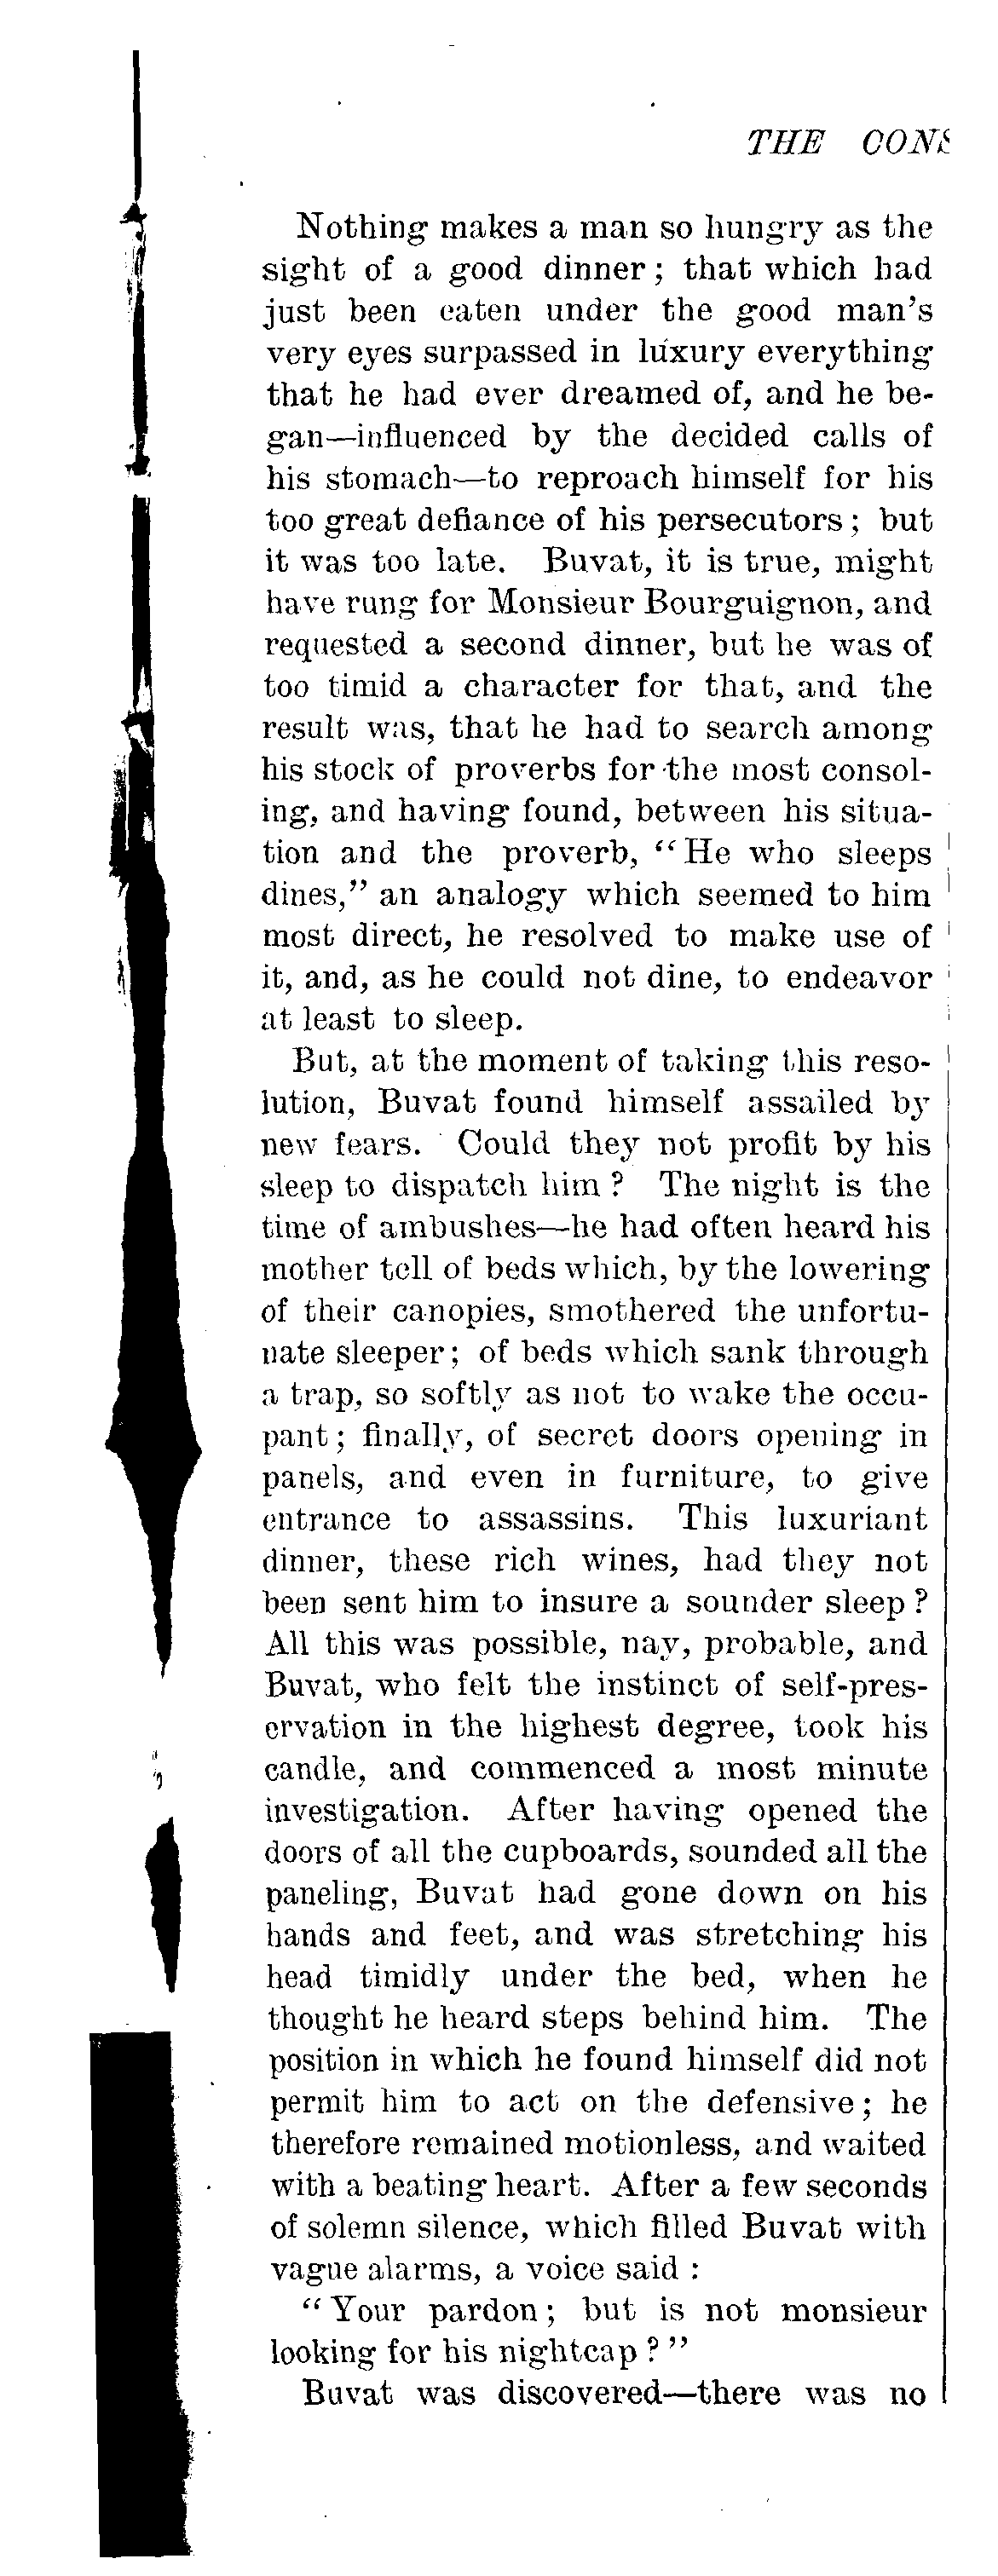 THE CONS
Nothing makes a man so hungry as the
sight of a good dinner; that which had
just been eaten under the good man's
very eyes surpassed in luxury everything
that he had ever dreamed of, and he be-
gan—influenced by the decided calls of
his stomach—to reproach himself for his
too great defiance of his persecutors; but
it was too late. Buvat, it is true, might
have rung for Monsieur Bourguignon, and
requested a second dinner, but he was of
too timid a character for that, and the
result was, that he had to search among
his stock of proverbs for the most consol-
ing, and having found, between his situa-
tion and the proverb, "He who sleeps
dines," an analogy which seemed to him
most direct, he resolved to make use of
it, and, as he could not dine, to endeavor
at least to sleep.
But, at the moment of taking this reso-
lution, Buvat found himself assailed by
new fears. Could they not profit by his
sleep to dispatch him? The night is the
time of ambushes—he had often heard his
mother tell of beds which, by the lowering
of their canopies, smothered the unfortu-
nate sleeper; of beds which sank through
a trap, so softly as not to wake the occu-
pant; finally, of secret doors opening in
panels, and even in furniture, to give
entrance to assassins. This luxuriant
dinner, these rich wines, had they not
been sent him to insure a sounder sleep?
All this was possible, nay, probable, and
Buvat, who felt the instinct of self-pres-
ervation in the highest degree, took his
candle, and commenced a most minute
investigation. After having opened the
doors of all the cupboards, sounded all the
paneling, Buvat had gone down on his
hands and feet, and was stretching his
head timidly under the bed, when he
thought he heard steps behind him. The
position in which he found himself did not
permit him to act on the defensive; he
therefore remained motionless, and waited
with a beating heart. After a few seconds
of solemn silence, which filled Buvat with
vague alarms, a voice said:
"Your pardon; but is not monsieur
looking for his nightcap?"
Buvat was discovered—there was no